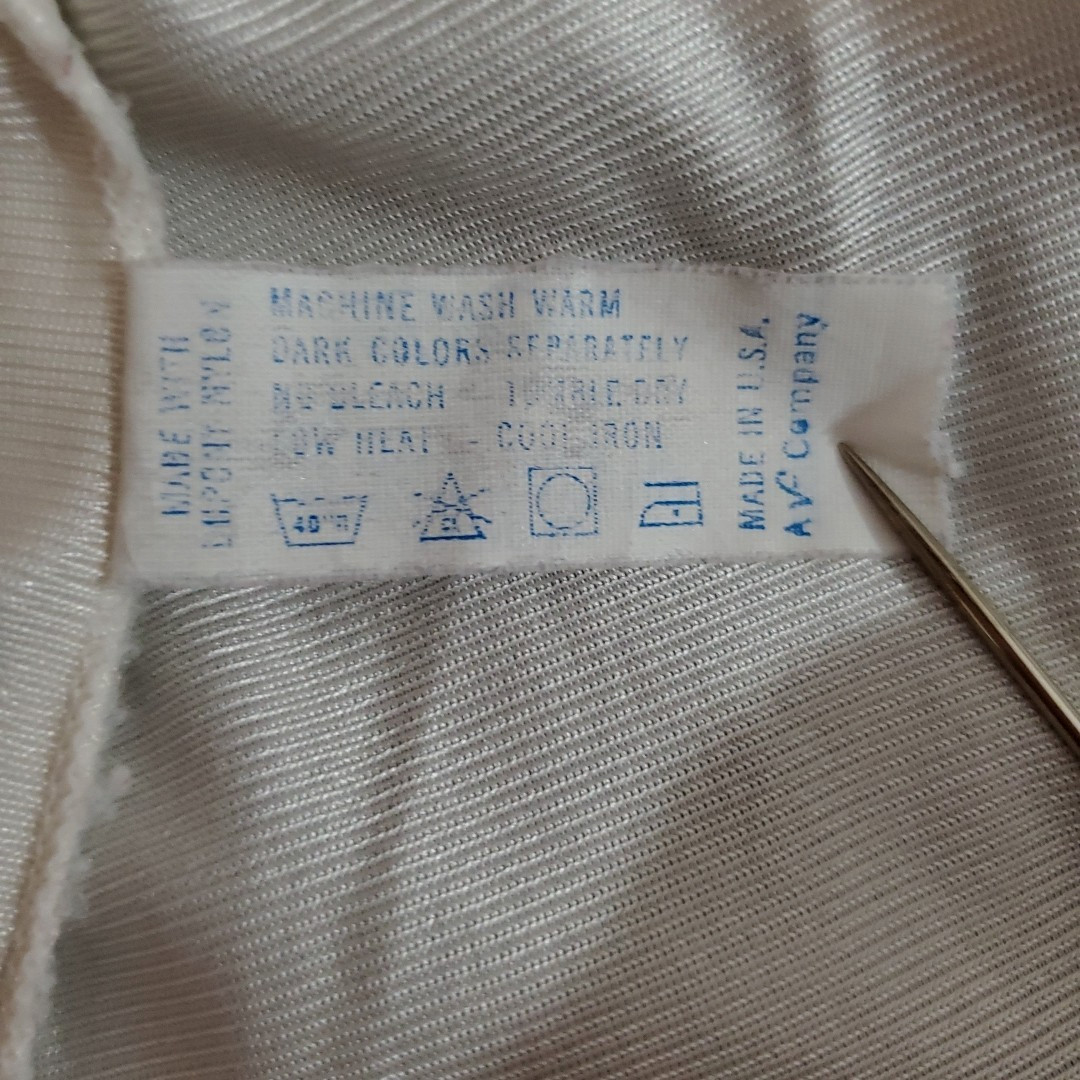 MADE WITH
DUPONT NYLON
MACHINE WASH WARM
DARK COLORS SEPARATELY
NO BLEACH — TUMBLE DRY
LOW HEAT - COOL IRON
MADE IN U.S.A.
A VF Company